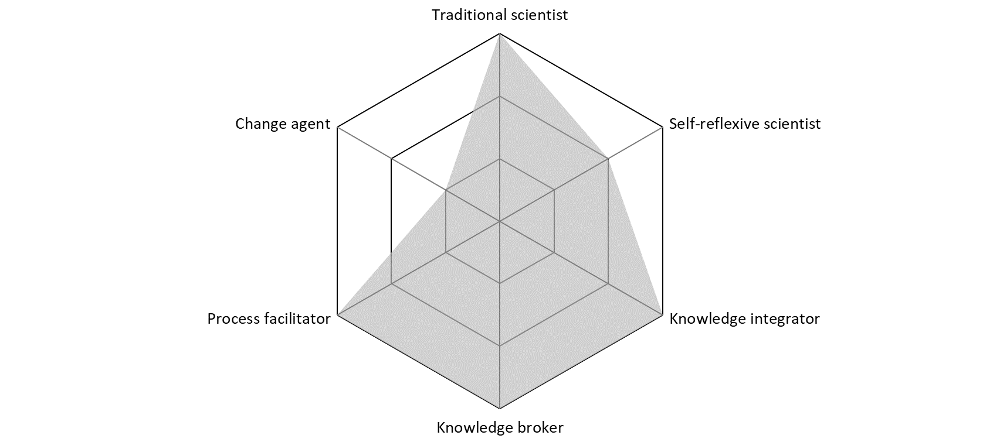 Traditional scientist
Change agent
Self-reflexive scientist
Process facilitator
Knowledge integrator
Knowledge broker